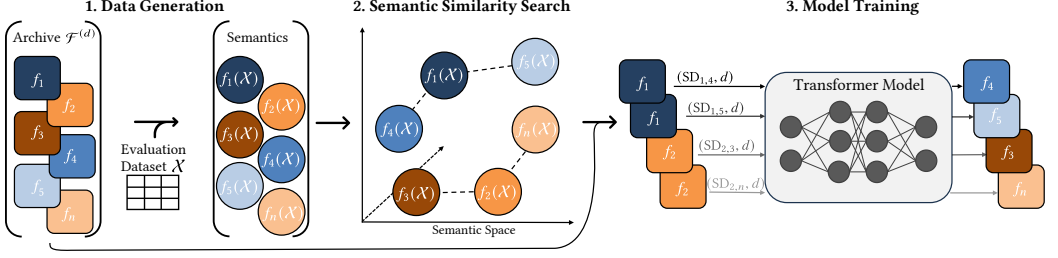 1. Data Generation
2. Semantic Similarity Search
3. Model Training
Archive 𝓕⁽ᵈ⁾
f₁
f₂
f₃
f₄
f₅
fₙ
Evaluation
Dataset 𝒳
Semantics
f₁(𝒳)
f₂(𝒳)
f₃(𝒳)
f₄(𝒳)
f₅(𝒳)
fₙ(𝒳)
f₁(𝒳)
f₅(𝒳)
f₄(𝒳)
fₙ(𝒳)
f₃(𝒳)
f₂(𝒳)
Semantic Space
f₁
f₁
f₂
f₂
(SD₁,₄, d)
(SD₁,₅, d)
(SD₂,₃, d)
(SD₂,ₙ, d)
Transformer Model
f₄
f₅
f₃
fₙ